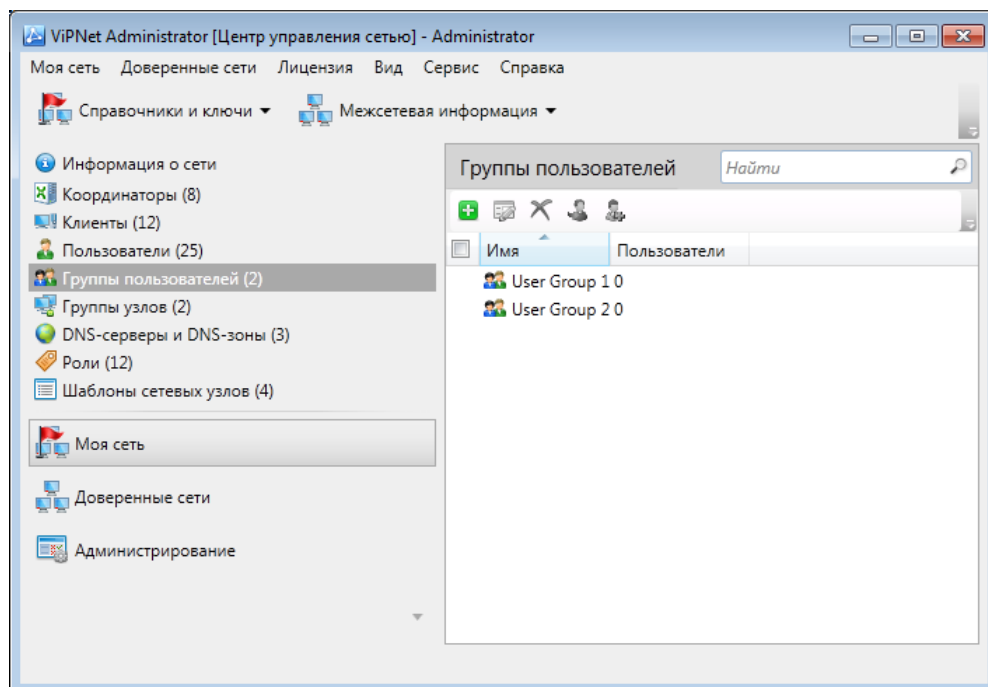 ViPNet Administrator [Центр управления сетью] - Administrator
Моя сеть Доверенные сети Лицензия Вид Сервис Справка
Справочники и ключи Межсетевая информация
Информация о сети
Координаторы (8)
Клиенты (12)
Пользователи (25)
Группы пользователей (2)
Группы узлов (2)
DNS-серверы и DNS-зоны (3)
Роли (12)
Шаблоны сетевых узлов (4)
Моя сеть
Доверенные сети
Администрирование
Группы пользователей Найти
Имя Пользователи
User Group 1 0
User Group 2 0